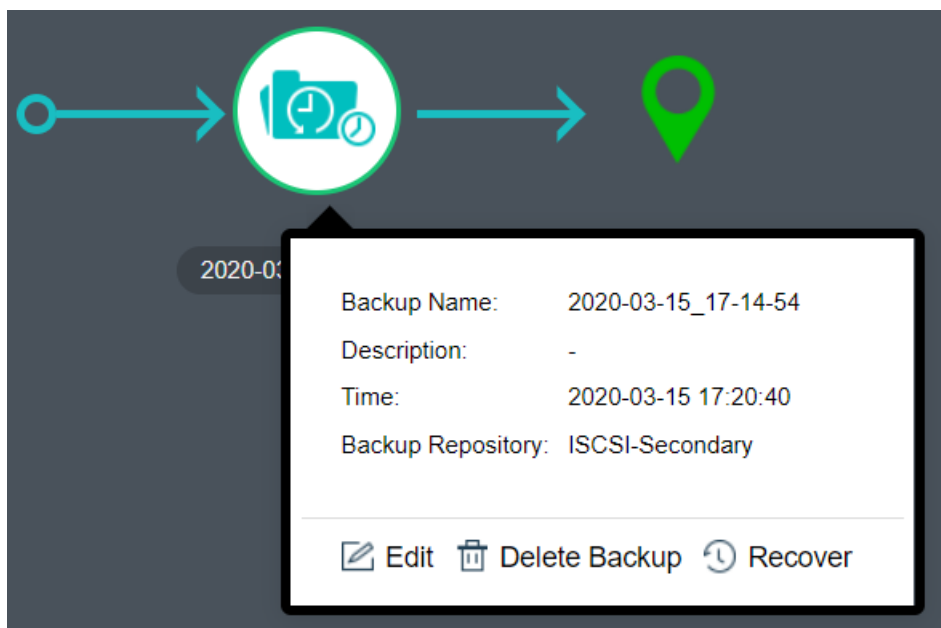 2020-03
Backup Name: 2020-03-15_17-14-54
Description: -
Time: 2020-03-15 17:20:40
Backup Repository: ISCSI-Secondary
Edit Delete Backup Recover